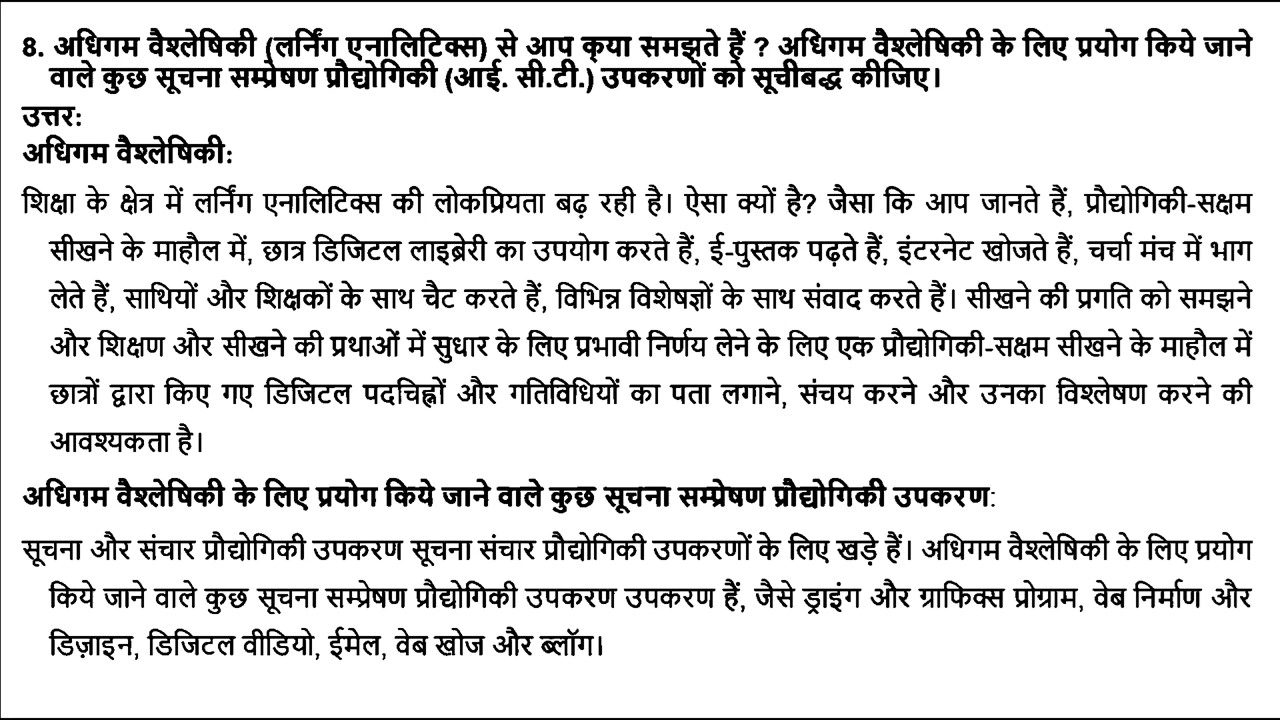 8. अधिगम वैश्लेषिकी (लर्निंग एनालिटिक्स) से आप क्या समझते हैं ? अधिगम वैश्लेषिकी के लिए प्रयोग किये जाने
वाले कुछ सूचना सम्प्रेषण प्रौद्योगिकी (आई. सी.टी.) उपकरणों को सूचीबद्ध कीजिए।
उत्तर:
अधिगम वैश्लेषिकी:
शिक्षा के क्षेत्र में लर्निंग एनालिटिक्स की लोकप्रियता बढ़ रही है। ऐसा क्यों है? जैसा कि आप जानते हैं, प्रौद्योगिकी-सक्षम
सीखने के माहौल में, छात्र डिजिटल लाइब्रेरी का उपयोग करते हैं, ई-पुस्तक पढ़ते हैं, इंटरनेट खोजते हैं, चर्चा मंच में भाग
लेते हैं, साथियों और शिक्षकों के साथ चैट करते हैं, विभिन्न विशेषज्ञों के साथ संवाद करते हैं। सीखने की प्रगति को समझने
और शिक्षण और सीखने की प्रथाओं में सुधार के लिए प्रभावी निर्णय लेने के लिए एक प्रौद्योगिकी-सक्षम सीखने के माहौल में
छात्रों द्वारा किए गए डिजिटल पदचिह्नों और गतिविधियों का पता लगाने, संचय करने और उनका विश्लेषण करने की
आवश्यकता है।
अधिगम वैश्लेषिकी के लिए प्रयोग किये जाने वाले कुछ सूचना सम्प्रेषण प्रौद्योगिकी उपकरण:
सूचना और संचार प्रौद्योगिकी उपकरण सूचना संचार प्रौद्योगिकी उपकरणों के लिए खड़े हैं। अधिगम वैश्लेषिकी के लिए प्रयोग
किये जाने वाले कुछ सूचना सम्प्रेषण प्रौद्योगिकी उपकरण उपकरण हैं, जैसे ड्राइंग और ग्राफिक्स प्रोग्राम, वेब निर्माण और
डिज़ाइन, डिजिटल वीडियो, ईमेल, वेब खोज और ब्लॉग।